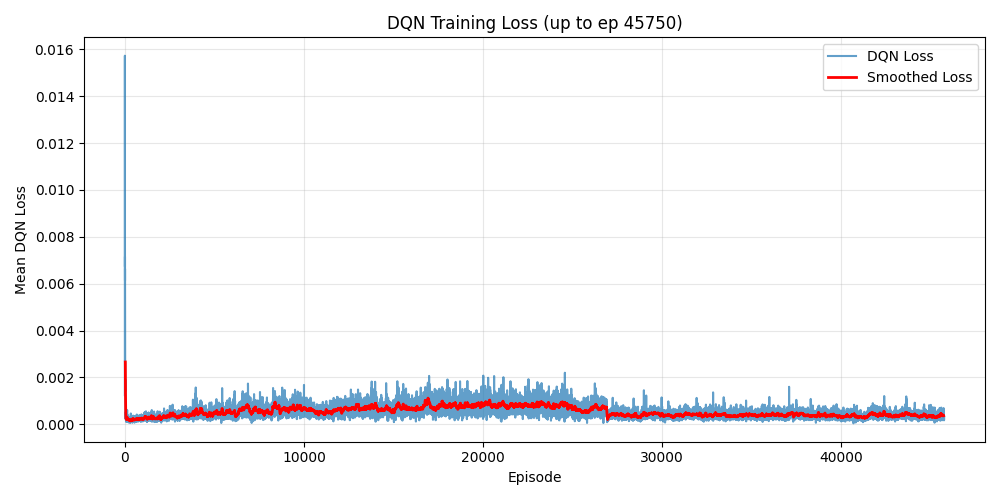 DQN Training Loss (up to ep 45750)
DQN Loss
Smoothed Loss
Mean DQN Loss
0.016
0.014
0.012
0.010
0.008
0.006
0.004
0.002
0.000
0
10000
20000
30000
40000
Episode